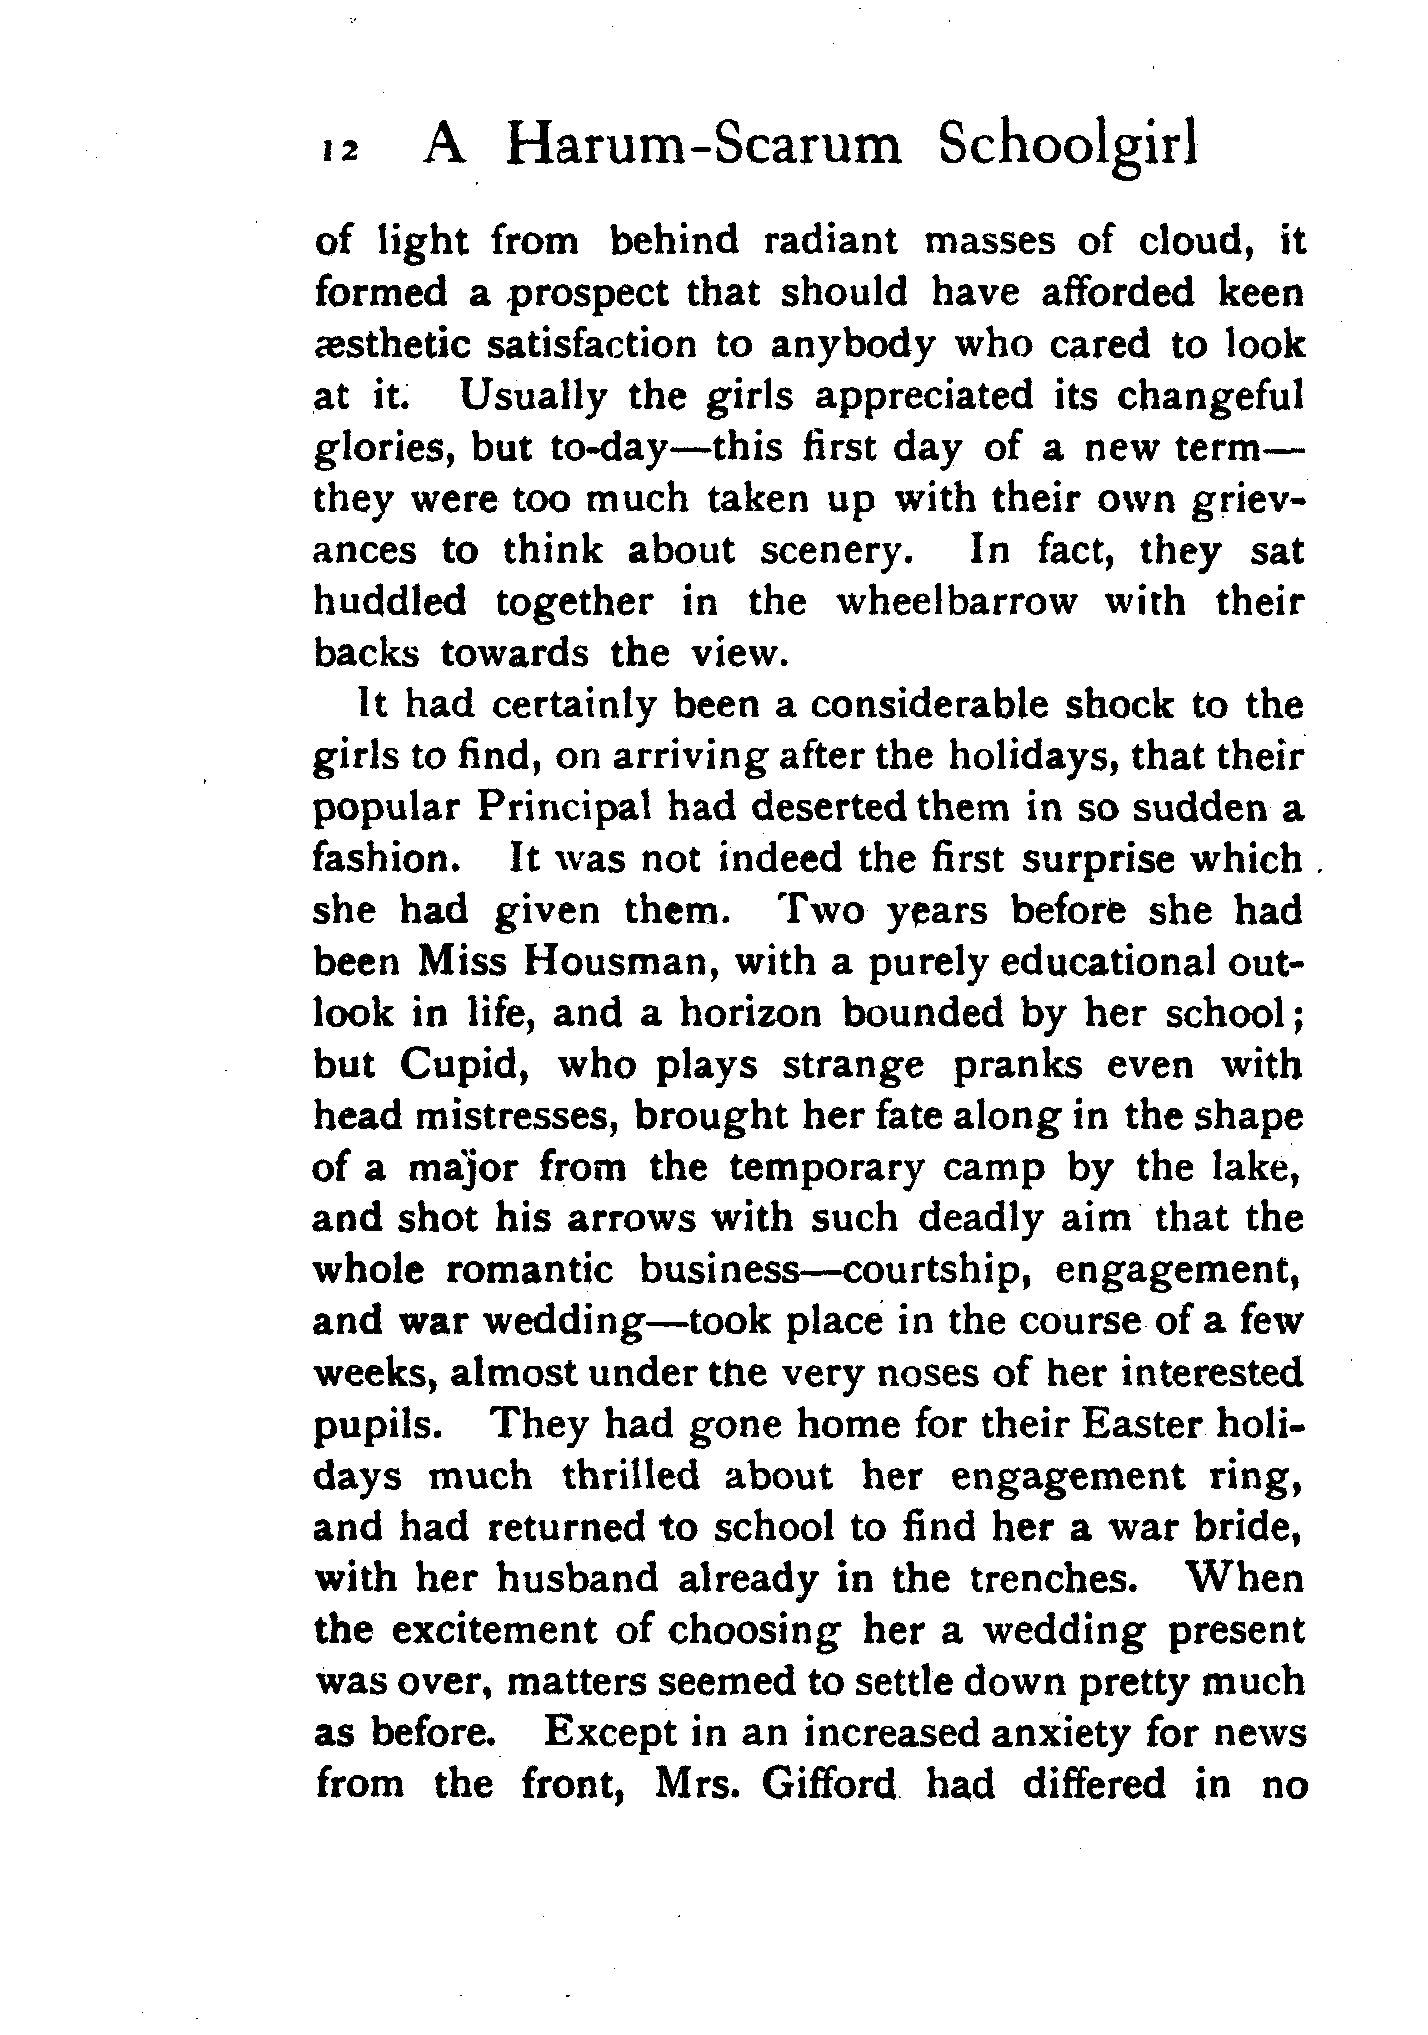 12 A Harum-Scarum Schoolgirl
of light from behind radiant masses of cloud, it
formed a prospect that should have afforded keen
æsthetic satisfaction to anybody who cared to look
at it. Usually the girls appreciated its changeful
glories, but to-day—this first day of a new term—
they were too much taken up with their own griev-
ances to think about scenery. In fact, they sat
huddled together in the wheelbarrow with their
backs towards the view.
It had certainly been a considerable shock to the
girls to find, on arriving after the holidays, that their
popular Principal had deserted them in so sudden a
fashion. It was not indeed the first surprise which
she had given them. Two years before she had
been Miss Housman, with a purely educational out-
look in life, and a horizon bounded by her school;
but Cupid, who plays strange pranks even with
head mistresses, brought her fate along in the shape
of a major from the temporary camp by the lake,
and shot his arrows with such deadly aim that the
whole romantic business—courtship, engagement,
and war wedding—took place in the course of a few
weeks, almost under the very noses of her interested
pupils. They had gone home for their Easter holi-
days much thrilled about her engagement ring,
and had returned to school to find her a war bride,
with her husband already in the trenches. When
the excitement of choosing her a wedding present
was over, matters seemed to settle down pretty much
as before. Except in an increased anxiety for news
from the front, Mrs. Gifford had differed in no